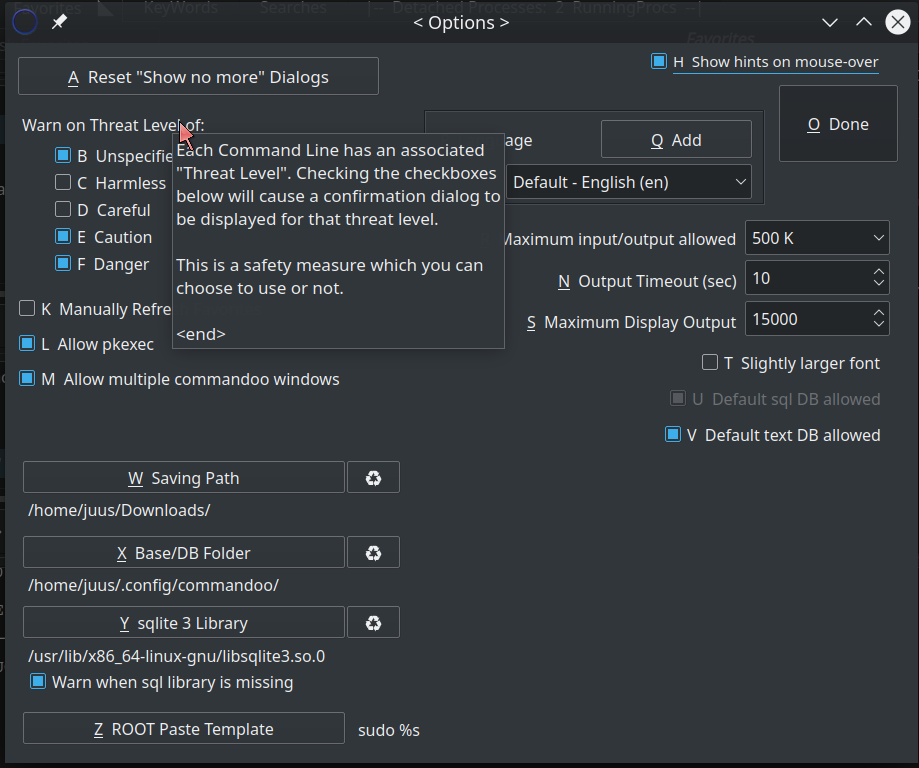 Favorites KeyWords Searches [-- Detached Processes: 2 RunningProcs --]
< Options >
Favorites
A Reset "Show no more" Dialogs
H Show hints on mouse-over
O Done
Warn on Threat Level of:
B Unspecifie
C Harmless
D Careful
E Caution
F Danger
Each Command Line has an associated
"Threat Level". Checking the checkboxes
below will cause a confirmation dialog to
be displayed for that threat level.
This is a safety measure which you can
choose to use or not.
<end>
age
Q Add
Default - English (en)
Maximum input/output allowed 500 K
N Output Timeout (sec) 10
S Maximum Display Output 15000
K Manually Refre
L Allow pkexec
M Allow multiple commandoo windows
T Slightly larger font
U Default sql DB allowed
V Default text DB allowed
W Saving Path
/home/juus/Downloads/
X Base/DB Folder
/home/juus/.config/commandoo/
Y sqlite 3 Library
/usr/lib/x86_64-linux-gnu/libsqlite3.so.0
Warn when sql library is missing
Z ROOT Paste Template sudo %s